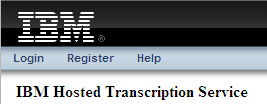 IBM®
Login Register Help
IBM Hosted Transcription Service